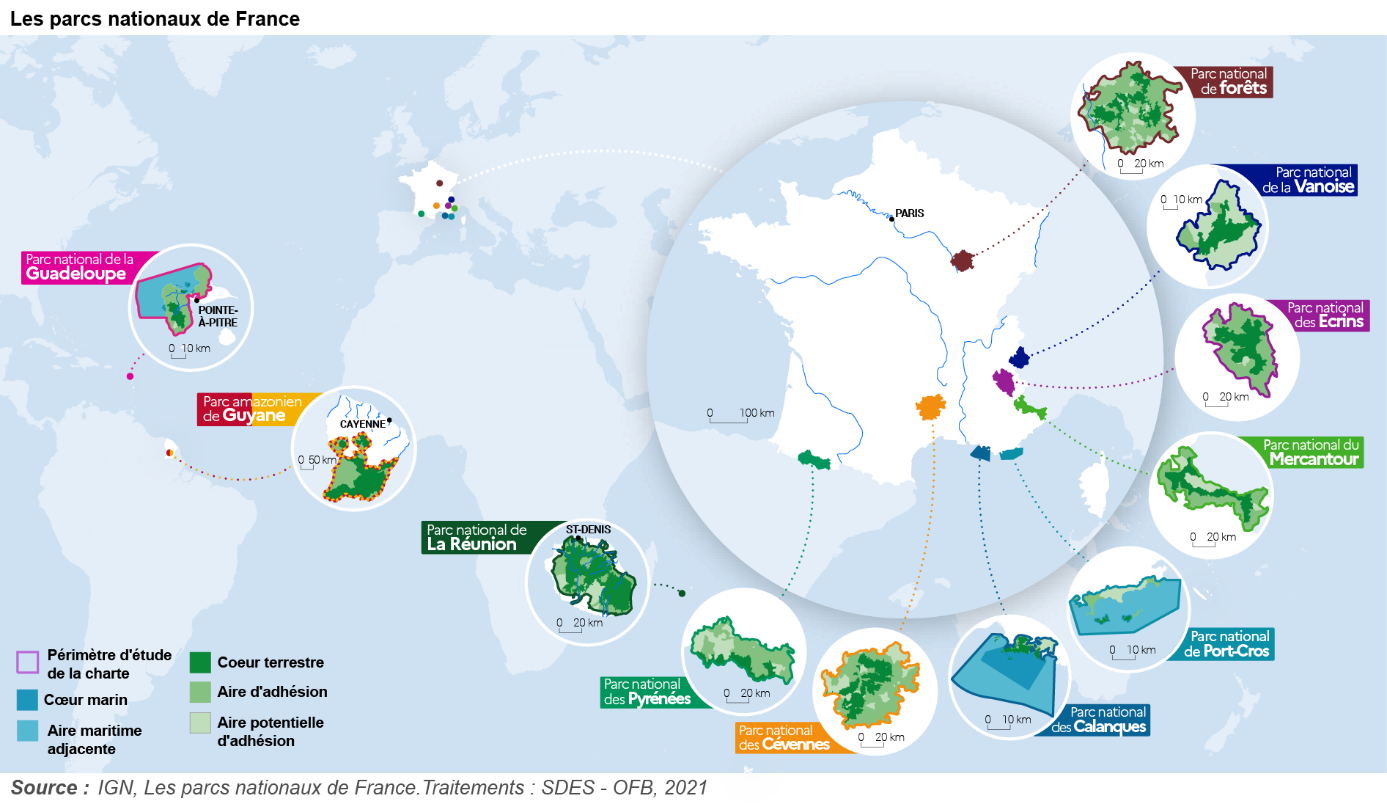 Les parcs nationaux de France
Parc national
de forêts
0 20 km
Parc national
de la Vanoise
0 10 km
PARIS
Parc national de la
Guadeloupe
POINTE-
À-PITRE
0 10 km
Parc national
des Ecrins
0 20 km
Parc amazonien
de Guyane
CAYENNE
0 50 km
0 100 km
Parc national du
Mercantour
0 20 km
Parc national de
La Réunion
ST-DENIS
0 20 km
Parc national
de Port-Cros
0 10 km
Parc national
des Pyrénées
0 20 km
Parc national
des Cévennes
0 20 km
Parc national
des Calanques
0 10 km
Périmètre d'étude
de la charte
Cœur marin
Aire maritime
adjacente
Coeur terrestre
Aire d'adhésion
Aire potentielle
d'adhésion
Source : IGN, Les parcs nationaux de France.Traitements : SDES - OFB, 2021